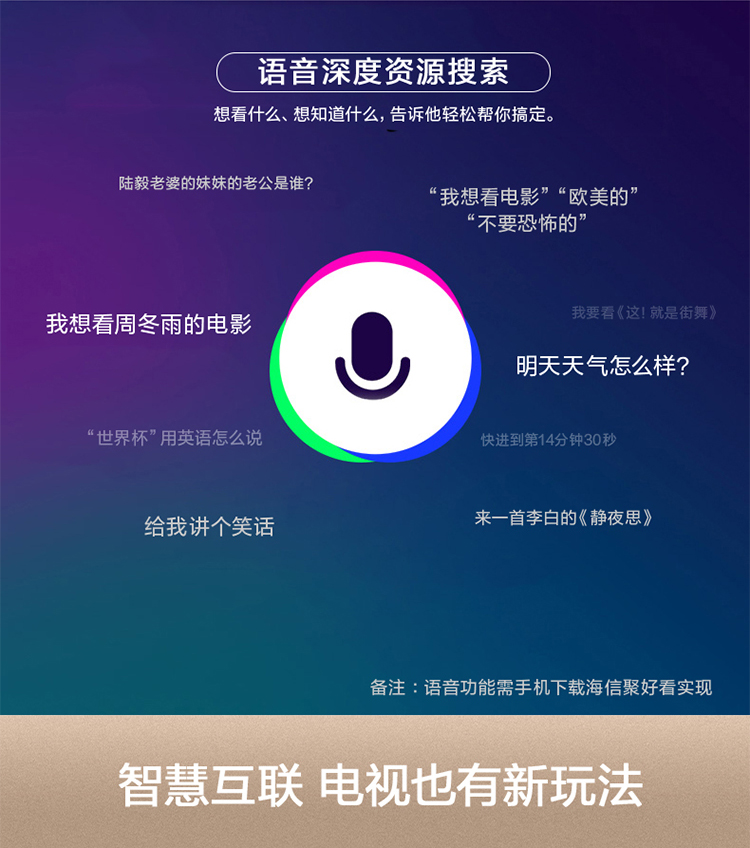 语音深度资源搜索
想看什么、想知道什么，告诉他轻松帮你搞定。
陆毅老婆的妹妹的老公是谁?
“我想看电影” “欧美的”
“不要恐怖的”
我要看《这! 就是街舞》
我想看周冬雨的电影
明天天气怎么样?
“世界杯” 用英语怎么说
快进到第14分钟30秒
来一首李白的《静夜思》
给我讲个笑话
备注：语音功能需手机下载海信聚好看实现
智慧互联 电视也有新玩法